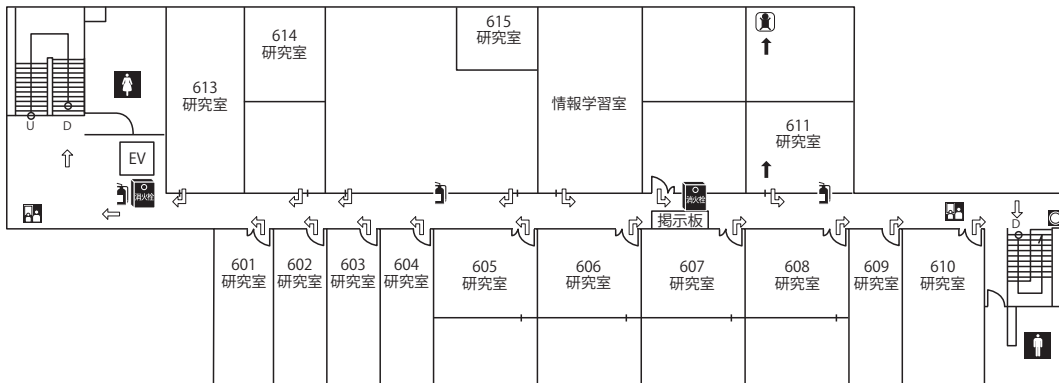 614
研究室
615
研究室
613
研究室
情報学習室
611
研究室
U
D
EV
消火栓
消火栓
掲示板
D
601
研究室
602
研究室
603
研究室
604
研究室
605
研究室
606
研究室
607
研究室
608
研究室
609
研究室
610
研究室